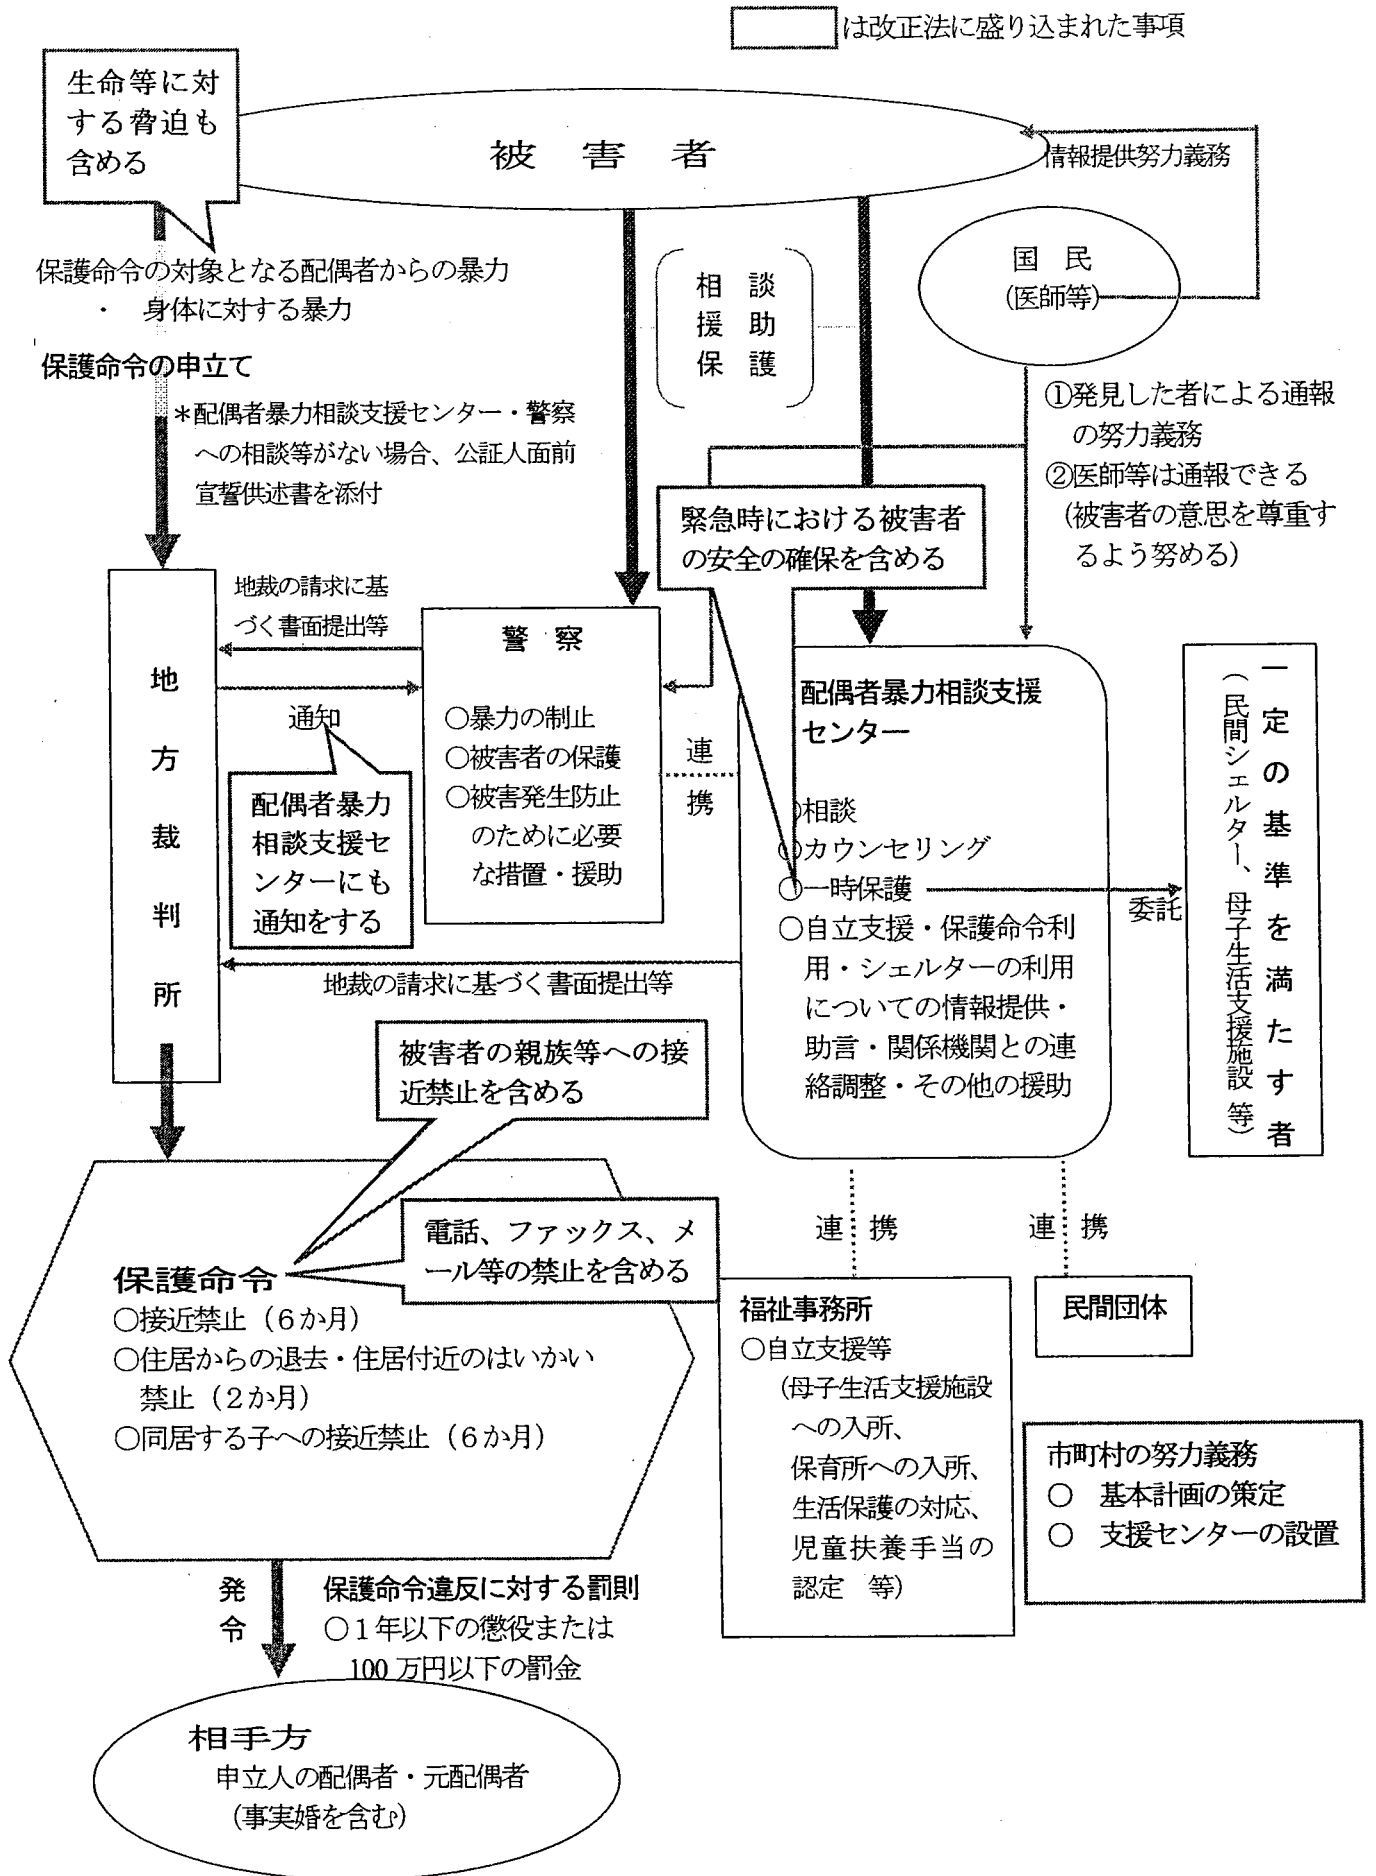 は改正法に盛り込まれた事項
生命等に対
する脅迫も
含める
被害者
情報提供努力義務
国民
(医師等)
相談
援助
保護
保護命令の対象となる配偶者からの暴力
・ 身体に対する暴力
保護命令の申立て
*配偶者暴力相談支援センター・警察
への相談等がない場合、公証人面前
宣誓供述書を添付
①発見した者による通報
の努力義務
②医師等は通報できる
(被害者の意思を尊重す
るよう努める)
緊急時における被害者
の安全の確保を含める
地方裁判所
地裁の請求に基
づく書面提出等
通知
配偶者暴力
相談支援セ
ンターにも
通知をする
警察
○暴力の制止
○被害者の保護
○被害発生防止
のために必要
な措置・援助
連携
配偶者暴力相談支援
センター
○相談
○カウンセリング
○一時保護
○自立支援・保護命令利
用・シェルターの利用
についての情報提供・
助言・関係機関との連
絡調整・その他の援助
委託
一定の基準を満たす者
(民間シェルター、母子生活支援施設 等)
地裁の請求に基づく書面提出等
被害者の親族等への接
近禁止を含める
電話、ファックス、メ
ール等の禁止を含める
保護命令
○接近禁止(6か月)
○住居からの退去・住居付近のはいかい
禁止(2か月)
○同居する子への接近禁止(6か月)
連携
連携
福祉事務所
○自立支援等
(母子生活支援施設
への入所、
保育所への入所、
生活保護の対応、
児童扶養手当の
認定 等)
民間団体
市町村の努力義務
○ 基本計画の策定
○ 支援センターの設置
発令
保護命令違反に対する罰則
○1年以下の懲役または
100万円以下の罰金
相手方
申立人の配偶者・元配偶者
(事実婚を含む)